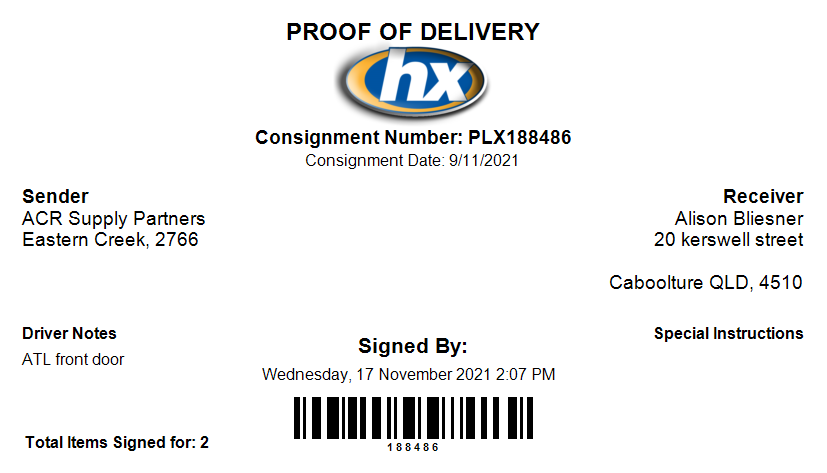 PROOF OF DELIVERY
hx
Consignment Number: PLX188486
Consignment Date: 9/11/2021
Sender
ACR Supply Partners
Eastern Creek, 2766
Receiver
Alison Bliesner
20 kerswell street
Caboolture QLD, 4510
Driver Notes
ATL front door
Signed By:
Wednesday, 17 November 2021 2:07 PM
Special Instructions
Total Items Signed for: 2
188486